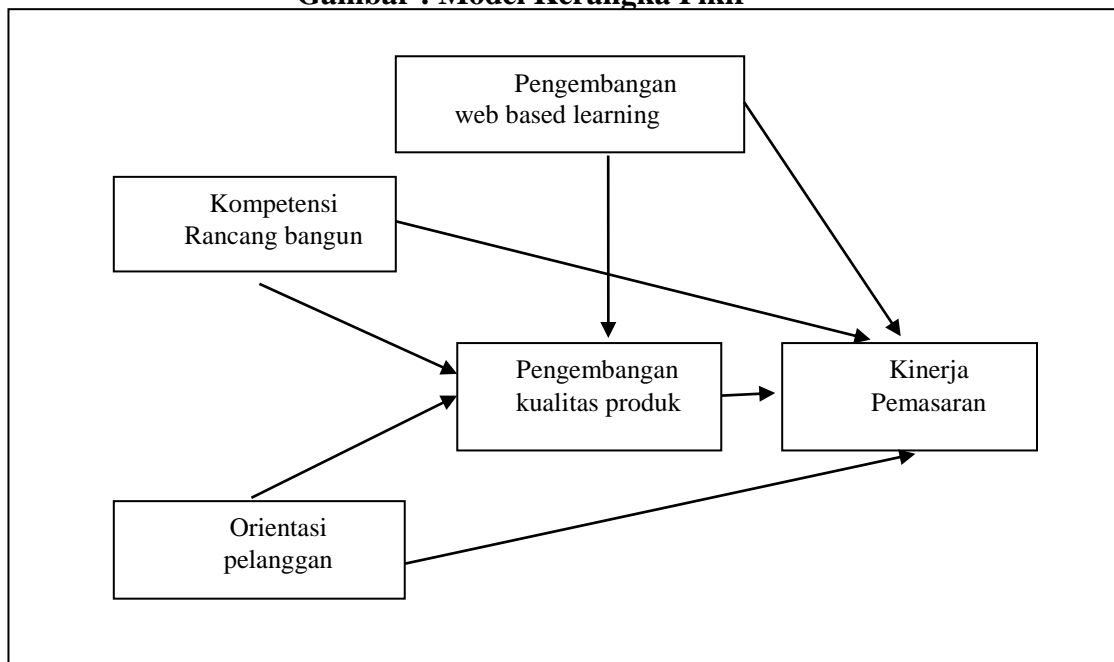 Gambar : Model Kerangka Pikir
Pengembangan
web based learning
Kompetensi
Rancang bangun
Pengembangan
kualitas produk
Kinerja
Pemasaran
Orientasi
pelanggan